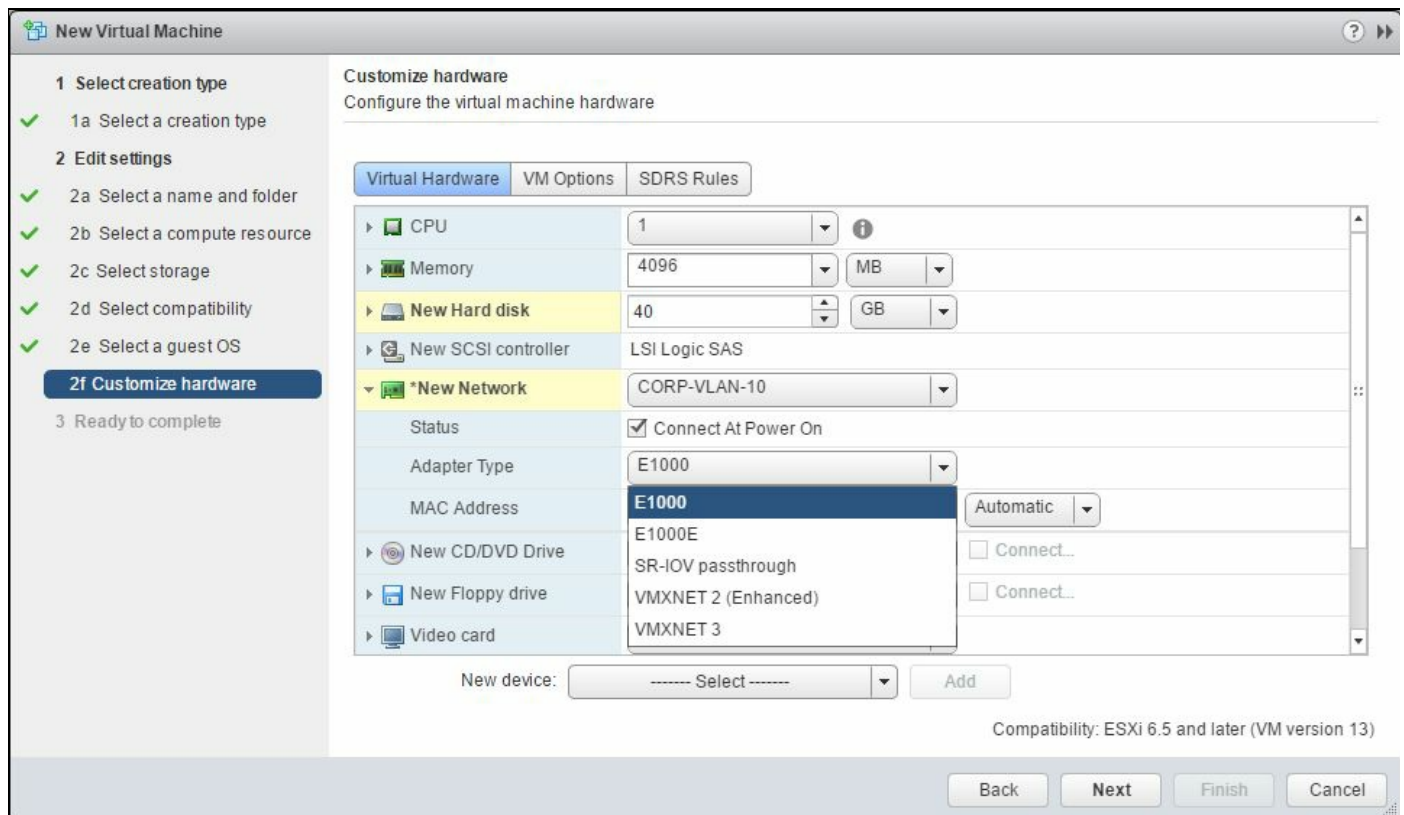 New Virtual Machine
1 Select creation type
1a Select a creation type
2 Edit settings
2a Select a name and folder
2b Select a compute resource
2c Select storage
2d Select compatibility
2e Select a guest OS
2f Customize hardware
3 Ready to complete
Customize hardware
Configure the virtual machine hardware
Virtual Hardware VM Options SDRS Rules
CPU 1
Memory 4096 MB
New Hard disk 40 GB
New SCSI controller LSI Logic SAS
*New Network CORP-VLAN-10
Status Connect At Power On
Adapter Type E1000
MAC Address E1000 Automatic
E1000E
New CD/DVD Drive Connect...
SR-IOV passthrough
New Floppy drive VMXNET 2 (Enhanced) Connect...
Video card VMXNET 3
New device: ------- Select ------- Add
Compatibility: ESXi 6.5 and later (VM version 13)
Back Next Finish Cancel